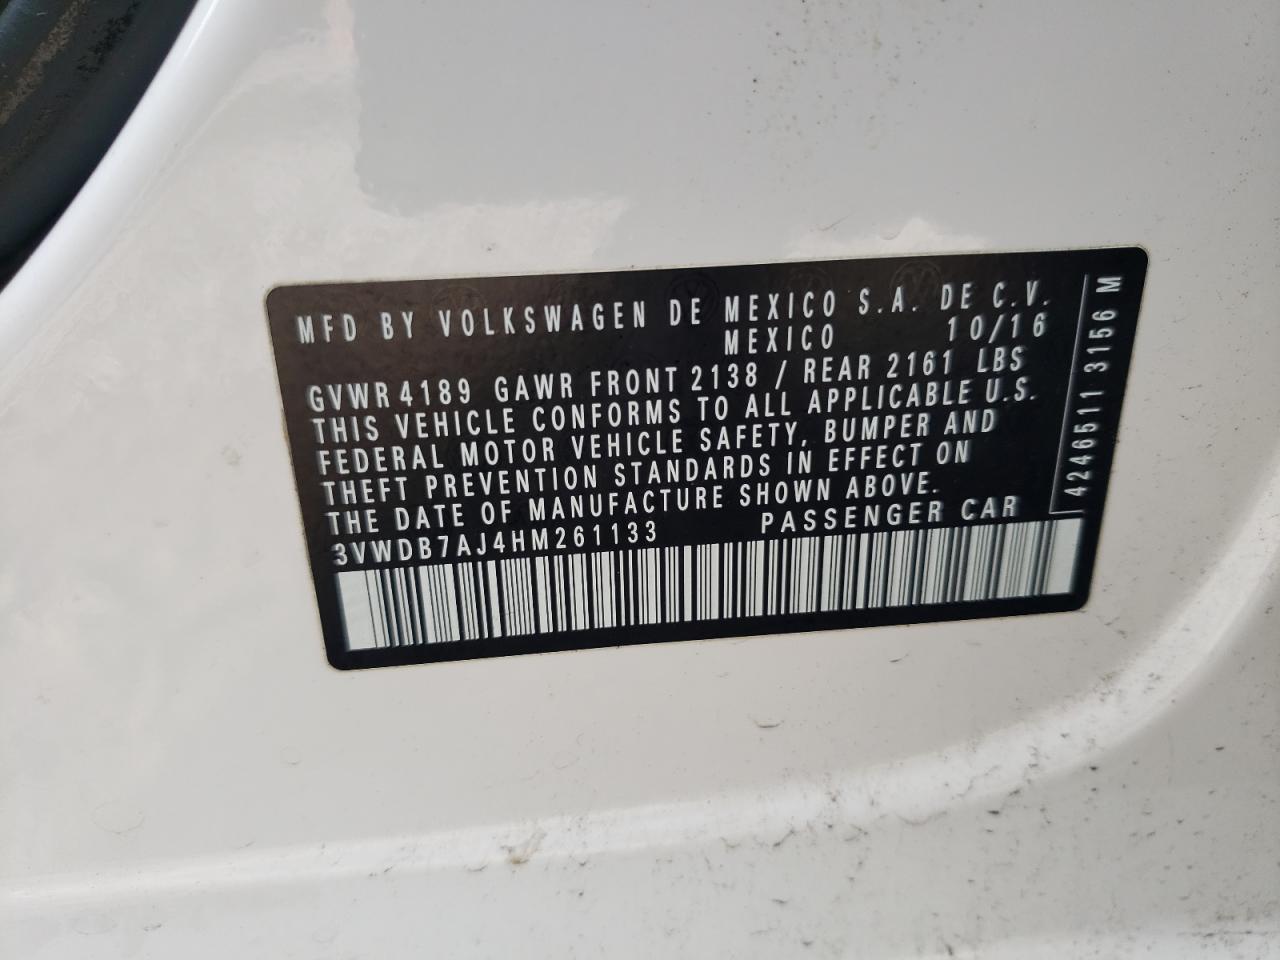 MFD BY VOLKSWAGEN DE MEXICO S.A. DE C.V.
MEXICO 10/16
GVWR 4189 GAWR FRONT 2138 / REAR 2161 LBS
THIS VEHICLE CONFORMS TO ALL APPLICABLE U.S.
FEDERAL MOTOR VEHICLE SAFETY, BUMPER AND
THEFT PREVENTION STANDARDS IN EFFECT ON
THE DATE OF MANUFACTURE SHOWN ABOVE.
3VWDB7AJ4HM261133 PASSENGER CAR
4246511 3156 M